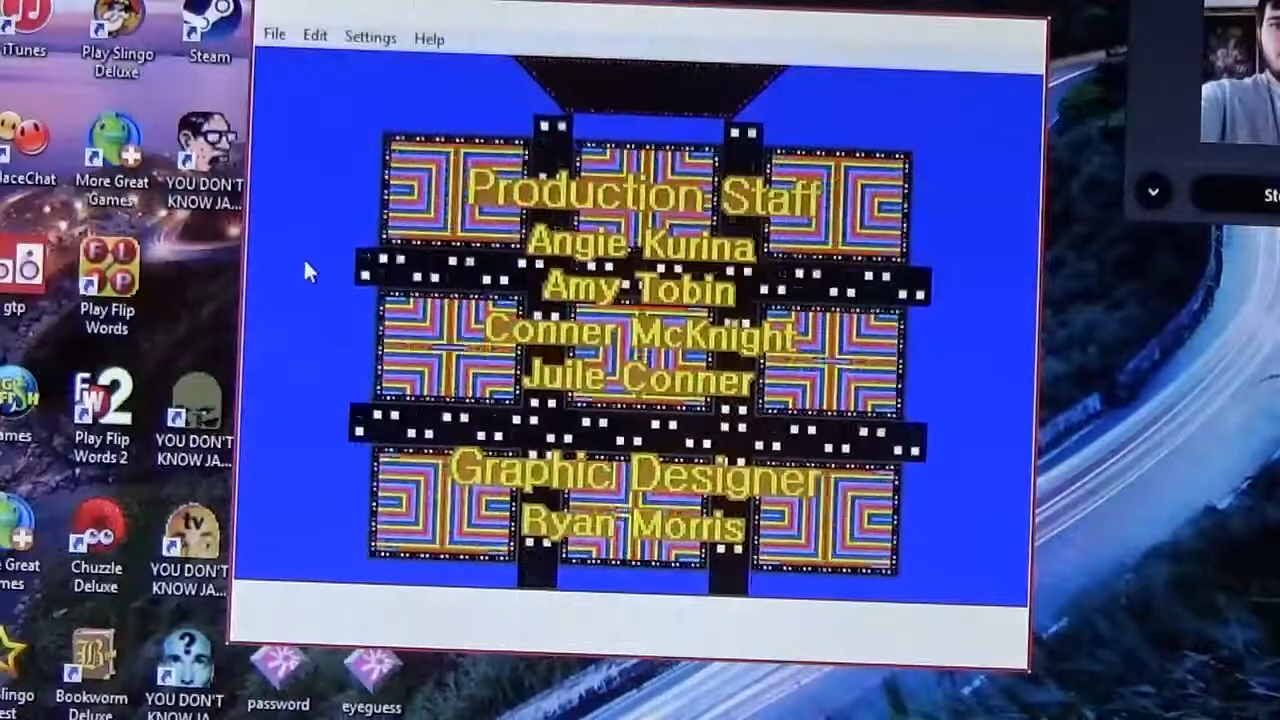 iTunes
Play Slingo
Deluxe
Steam
File Edit Settings Help
laceChat
More Great
Games
YOU DON'T
KNOW JA...
gtp
Play Flip
Words
Play Flip
Words 2
YOU DON'T
KNOW JA...
Chuzzle
Deluxe
YOU DON'T
KNOW JA...
Great
Bookworm
Deluxe
YOU DON'T
KNOW JA...
password
eyeguess
Production Staff
Angie Kurina
Amy Tobin
Conner McKnight
Juile Conner
Graphic Designer
Ryan Morris